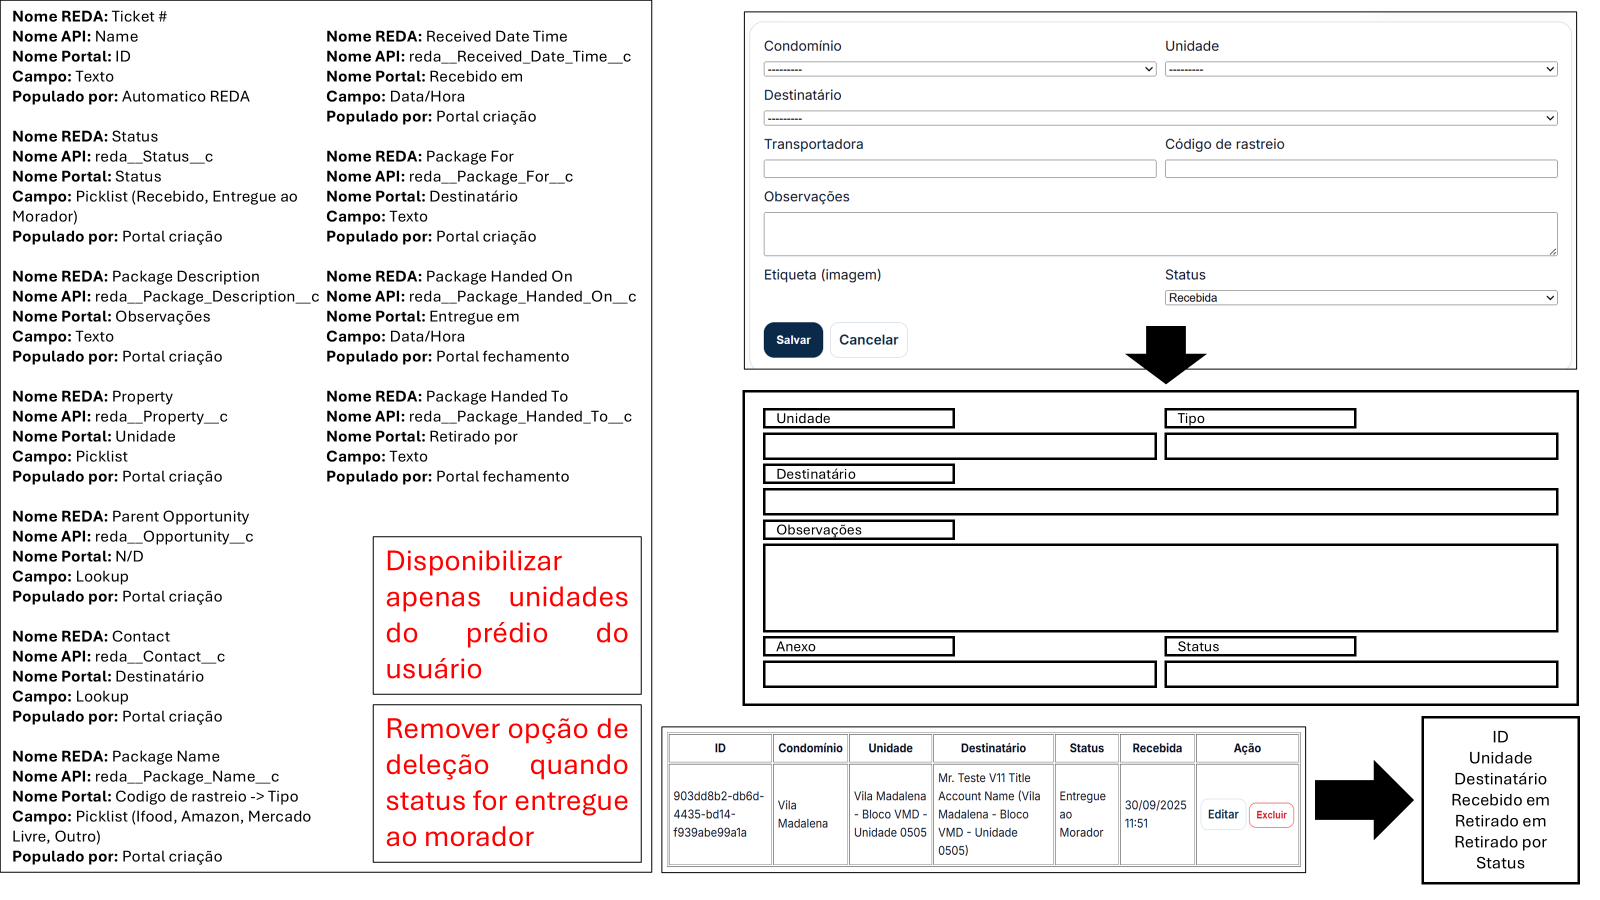 Nome REDA: Ticket #
Nome API: Name
Nome Portal: ID
Campo: Texto
Populado por: Automatico REDA
Nome REDA: Status
Nome API: reda__Status__c
Nome Portal: Status
Campo: Picklist (Recebido, Entregue ao
Morador)
Populado por: Portal criação
Nome REDA: Package Description
Nome API: reda__Package_Description__c
Nome Portal: Observações
Campo: Texto
Populado por: Portal criação
Nome REDA: Property
Nome API: reda__Property__c
Nome Portal: Unidade
Campo: Picklist
Populado por: Portal criação
Nome REDA: Parent Opportunity
Nome API: reda__Opportunity__c
Nome Portal: N/D
Campo: Lookup
Populado por: Portal criação
Nome REDA: Contact
Nome API: reda__Contact__c
Nome Portal: Destinatário
Campo: Lookup
Populado por: Portal criação
Nome REDA: Package Name
Nome API: reda__Package_Name__c
Nome Portal: Codigo de rastreio -> Tipo
Campo: Picklist (Ifood, Amazon, Mercado
Livre, Outro)
Populado por: Portal criação
Nome REDA: Received Date Time
Nome API: reda__Received_Date_Time__c
Nome Portal: Recebido em
Campo: Data/Hora
Populado por: Portal criação
Nome REDA: Package For
Nome API: reda__Package_For__c
Nome Portal: Destinatário
Campo: Texto
Populado por: Portal criação
Nome REDA: Package Handed On
Nome API: reda__Package_Handed_On__c
Nome Portal: Entregue em
Campo: Data/Hora
Populado por: Portal fechamento
Nome REDA: Package Handed To
Nome API: reda__Package_Handed_To__c
Nome Portal: Retirado por
Campo: Texto
Populado por: Portal fechamento
Disponibilizar
apenas unidades
do prédio do
usuário
Remover opção de
deleção quando
status for entregue
ao morador
Condomínio Unidade
--------- ---------
Destinatário
---------
Transportadora Código de rastreio
Observações
Etiqueta (imagem) Status
Recebida
Salvar Cancelar
Unidade Tipo
Destinatário
Observações
Anexo Status
ID Condomínio Unidade Destinatário Status Recebida Ação
903dd8b2-db6d-
4435-bd14-
f939abe99a1a
Vila
Madalena
Vila Madalena
- Bloco VMD -
Unidade 0505
Mr. Teste V11 Title
Account Name (Vila
Madalena - Bloco
VMD - Unidade
0505)
Entregue
ao
Morador
30/09/2025
11:51
Editar Excluir
ID
Unidade
Destinatário
Recebido em
Retirado em
Retirado por
Status